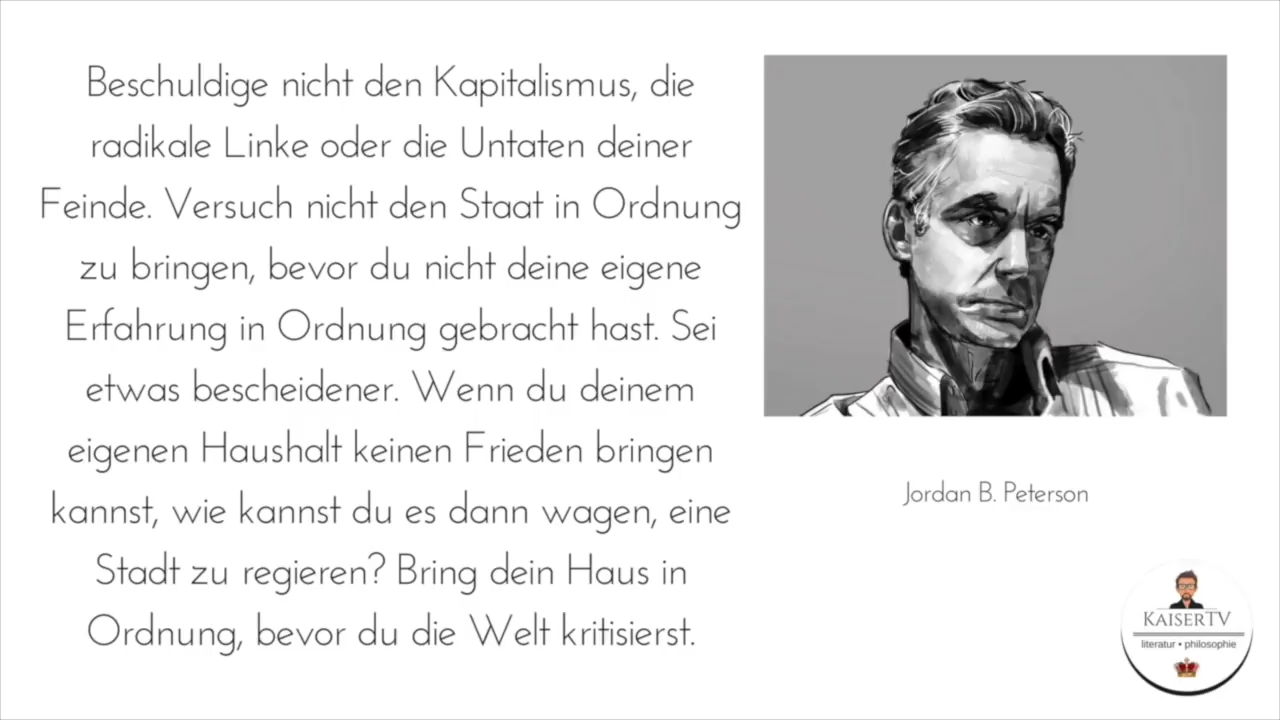 Beschuldige nicht den Kapitalismus, die
radikale Linke oder die Untaten deiner
Feinde. Versuch nicht den Staat in Ordnung
zu bringen, bevor du nicht deine eigene
Erfahrung in Ordnung gebracht hast. Sei
etwas bescheidener. Wenn du deinem
eigenen Haushalt keinen Frieden bringen
kannst, wie kannst du es dann wagen, eine
Stadt zu regieren? Bring dein Haus in
Ordnung, bevor du die Welt kritisierst.
Jordan B. Peterson
KAISERTV
literatur • philosophie